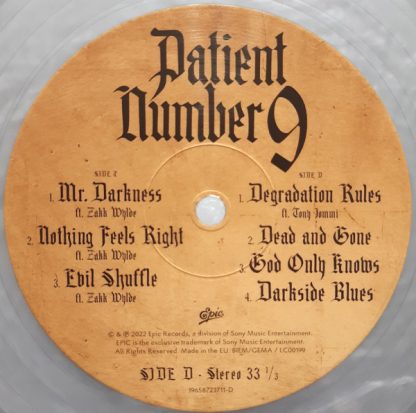 Patient
Number 9
SIDE C
1. Mr. Darkness
ft. Zakk Wylde
2. Nothing Feels Right
ft. Zakk Wylde
3. Evil Shuffle
ft. Zakk Wylde
SIDE D
1. Degradation Rules
ft. Tony Iommi
2. Dead and Gone
3. God Only Knows
4. Darkside Blues
Epic
© & ℗ 2022 Epic Records, a division of Sony Music Entertainment.
EPIC is the exclusive trademark of Sony Music Entertainment.
All Rights Reserved. Made in the EU. BIEM/GEMA / LC00199
SIDE D · Stereo 33 1/3
19658723711-D